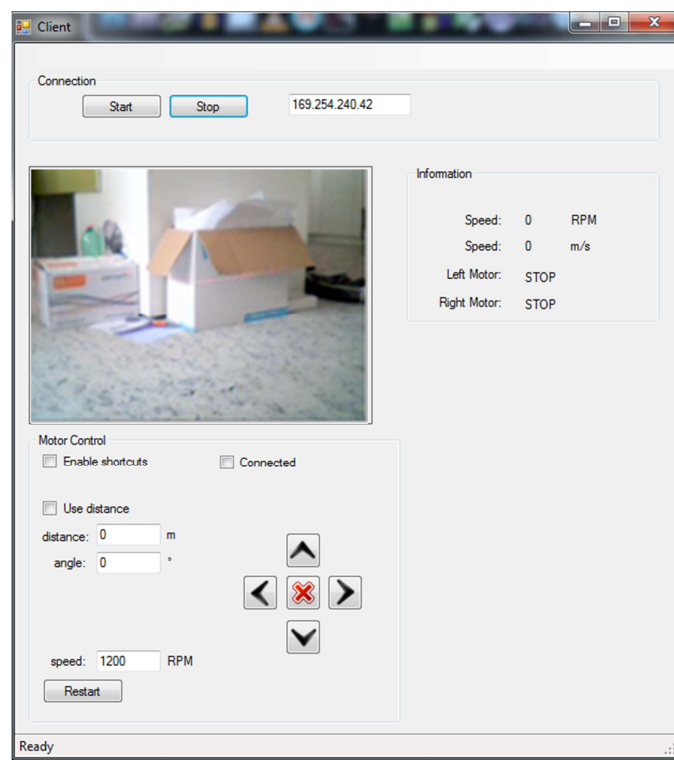 Client
Connection
Start Stop 169.254.240.42
Information
Speed: 0 RPM
Speed: 0 m/s
Left Motor: STOP
Right Motor: STOP
Motor Control
Enable shortcuts Connected
Use distance
distance: 0 m
angle: 0 °
speed: 1200 RPM
Restart
Ready